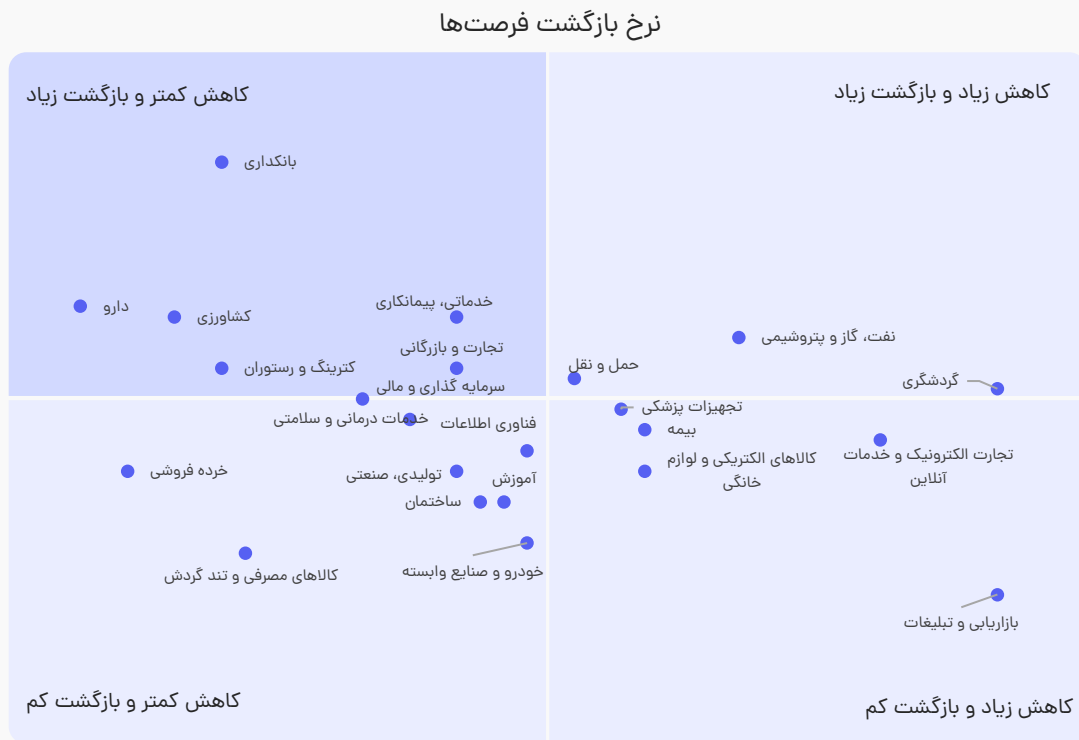 نرخ بازگشت فرصت‌ها
کاهش زیاد و بازگشت زیاد
کاهش کمتر و بازگشت زیاد
بانکداری
خدماتی، پیمانکاری
دارو
کشاورزی
نفت، گاز و پتروشیمی
تجارت و بازرگانی
حمل و نقل
کترینگ و رستوران
گردشگری
سرمایه گذاری و مالی
تجهیزات پزشکی
خدمات درمانی و سلامتی
فناوری اطلاعات
بیمه
تجارت الکترونیک و خدمات
آنلاین
کالاهای الکتریکی و لوازم
خانگی
خرده فروشی
تولیدی، صنعتی
آموزش
ساختمان
خودرو و صنایع وابسته
کالاهای مصرفی و تند گردش
بازاریابی و تبلیغات
کاهش زیاد و بازگشت کم
کاهش کمتر و بازگشت کم